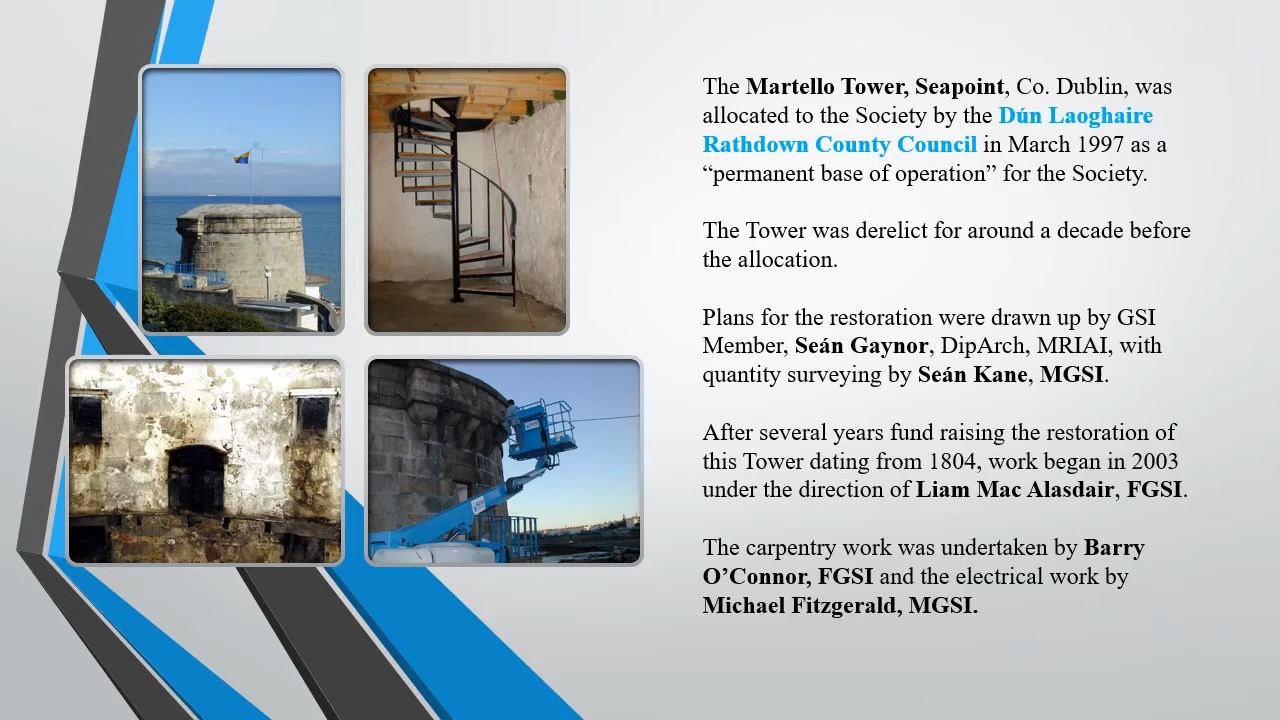 The Martello Tower, Seapoint, Co. Dublin, was
allocated to the Society by the Dún Laoghaire
Rathdown County Council in March 1997 as a
“permanent base of operation” for the Society.
The Tower was derelict for around a decade before
the allocation.
Plans for the restoration were drawn up by GSI
Member, Seán Gaynor, DipArch, MRIAI, with
quantity surveying by Seán Kane, MGSI.
After several years fund raising the restoration of
this Tower dating from 1804, work began in 2003
under the direction of Liam Mac Alasdair, FGSI.
The carpentry work was undertaken by Barry
O’Connor, FGSI and the electrical work by
Michael Fitzgerald, MGSI.